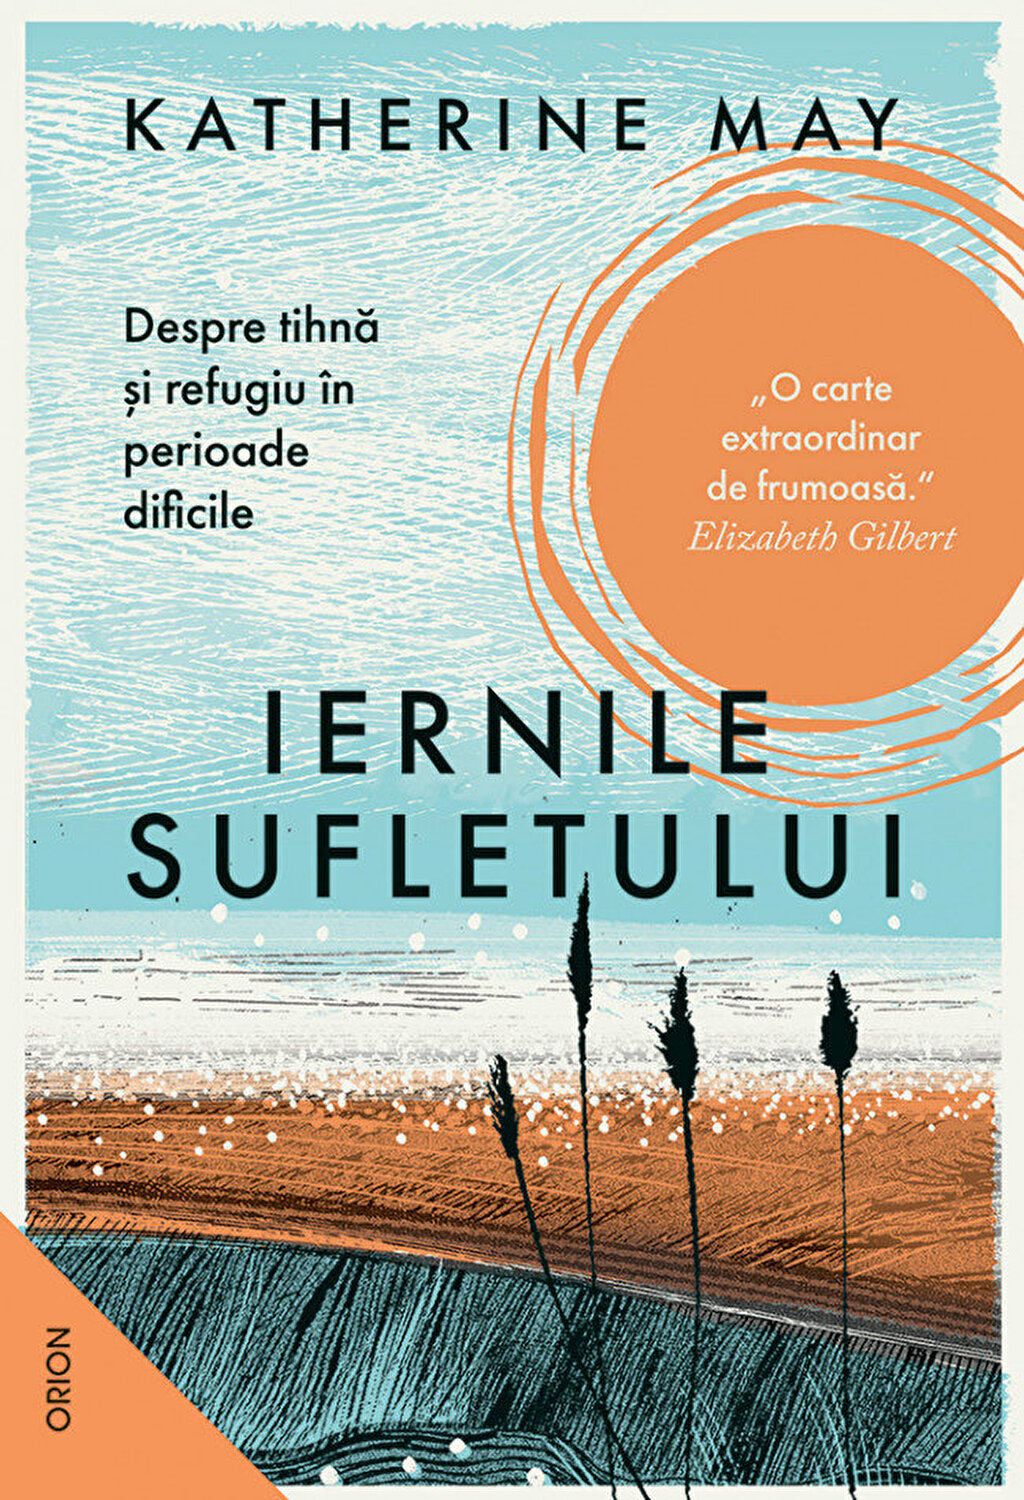 KATHERINE MAY
Despre tihnă
și refugiu în
perioade
dificile
„O carte
extraordinar
de frumoasă.“
Elizabeth Gilbert
IERNILE
SUFLETULUI
ORION